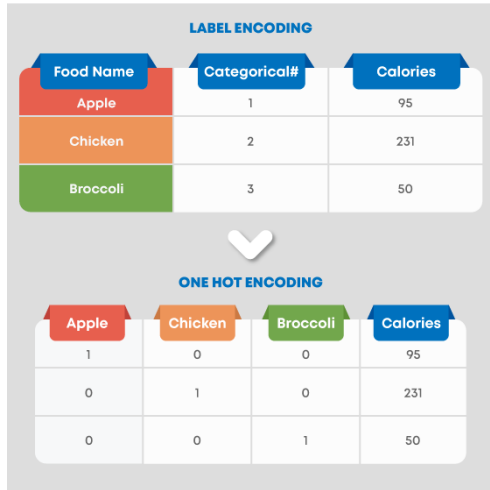 LABEL ENCODING
Food Name Categorical# Calories
Apple 1 95
Chicken 2 231
Broccoli 3 50
ONE HOT ENCODING
Apple Chicken Broccoli Calories
1 0 0 95
0 1 0 231
0 0 1 50